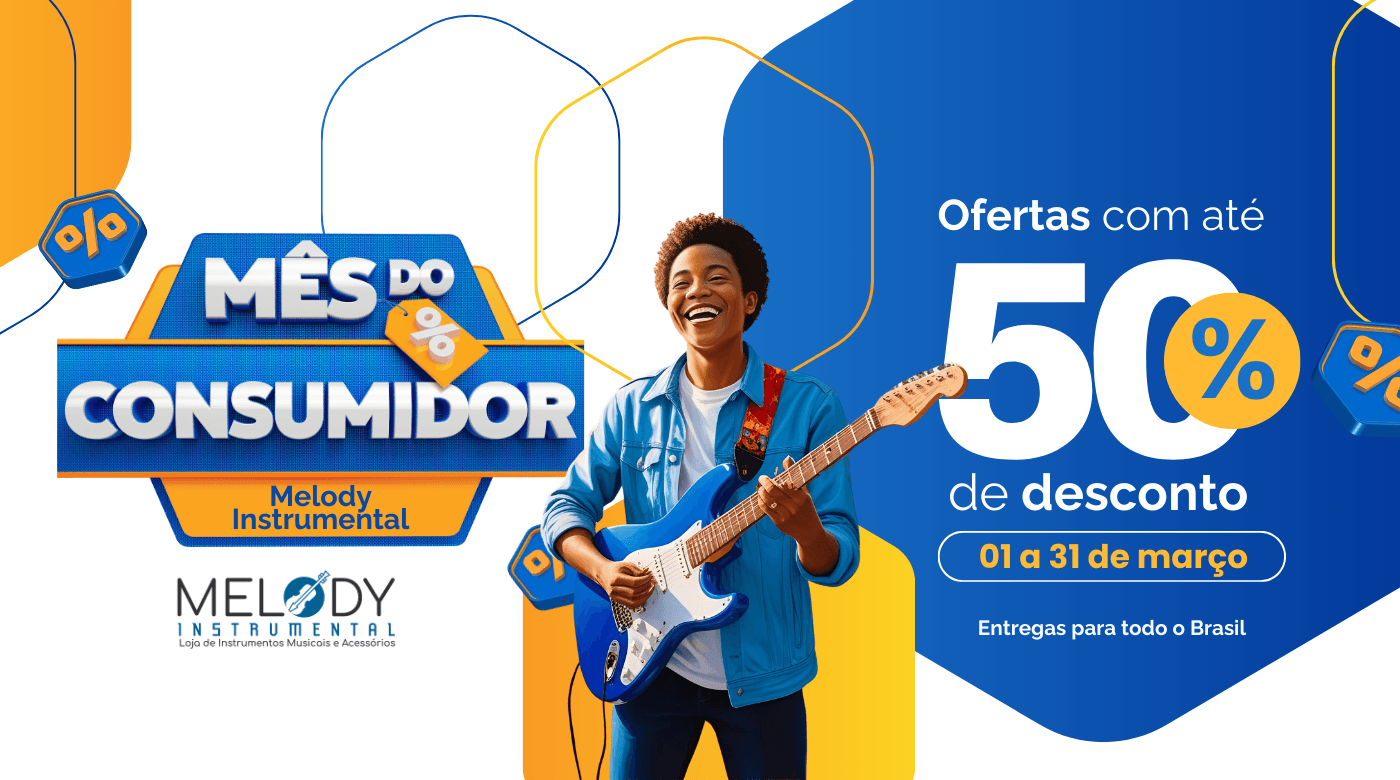 %
MÊS DO
%
CONSUMIDOR
Melody
Instrumental
MELODY
INSTRUMENTAL
Loja de Instrumentos Musicais e Acessórios
%
Ofertas com até
50%
de desconto
01 a 31 de março
Entregas para todo o Brasil
%